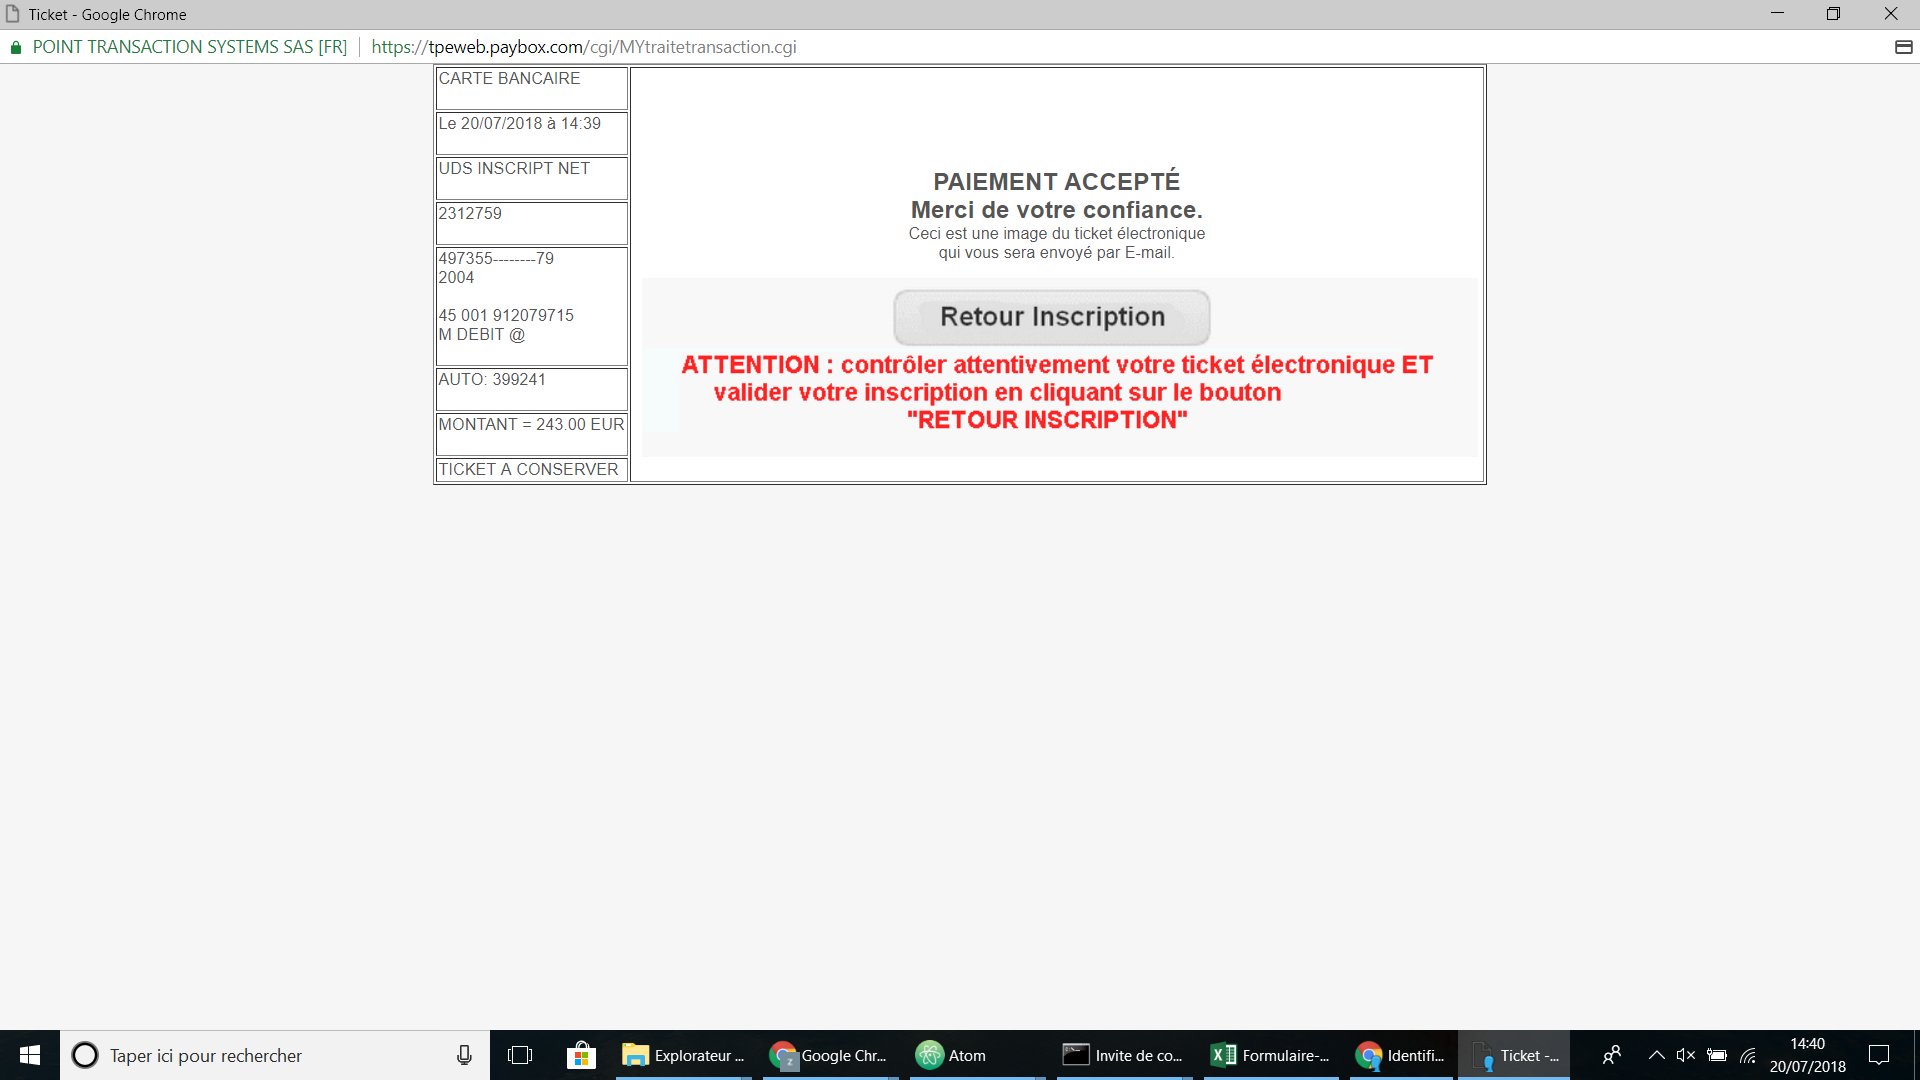 Ticket - Google Chrome
POINT TRANSACTION SYSTEMS SAS [FR] https://tpeweb.paybox.com/cgi/MYtraitetransaction.cgi
CARTE BANCAIRE
Le 20/07/2018 à 14:39
UDS INSCRIPT NET
2312759
497355--------79
2004
45 001 912079715
M DEBIT @
AUTO: 399241
MONTANT = 243.00 EUR
TICKET A CONSERVER
PAIEMENT ACCEPTÉ
Merci de votre confiance.
Ceci est une image du ticket électronique
qui vous sera envoyé par E-mail.
Retour Inscription
ATTENTION : contrôler attentivement votre ticket électronique ET
valider votre inscription en cliquant sur le bouton
"RETOUR INSCRIPTION"
Taper ici pour rechercher
Explorateur ...
Google Chr...
Atom
Invite de co...
Formulaire-...
Identifi...
Ticket -...
14:40
20/07/2018